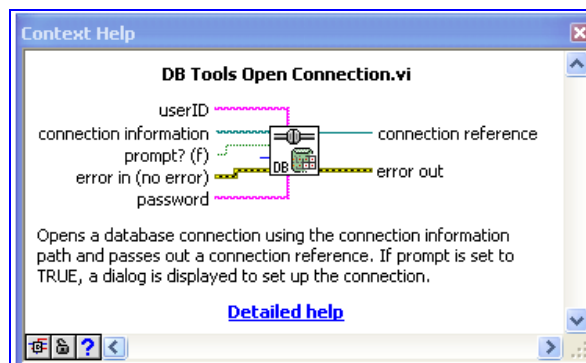 Context Help
DB Tools Open Connection.vi
userID
connection information
connection reference
prompt? (f)
DB
error in (no error)
error out
password
Opens a database connection using the connection information
path and passes out a connection reference. If prompt is set to
TRUE, a dialog is displayed to set up the connection.
Detailed help
?